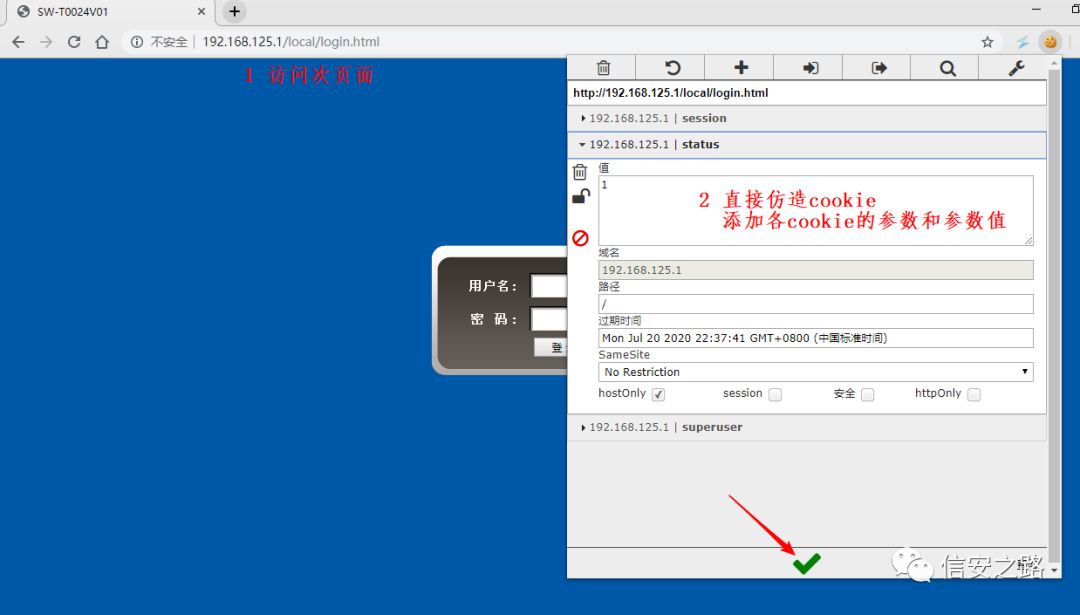 SW-T0024V01
不安全 | 192.168.125.1/local/login.html
1 访问次页面
http://192.168.125.1/local/login.html
192.168.125.1 | session
192.168.125.1 | status
值
1
2 直接仿造cookie
添加各cookie的参数和参数值
域名
192.168.125.1
路径
/
过期时间
Mon Jul 20 2020 22:37:41 GMT+0800 (中国标准时间)
SameSite
No Restriction
hostOnly session 安全 httpOnly
192.168.125.1 | superuser
用户名：
密 码：
登
信安之路